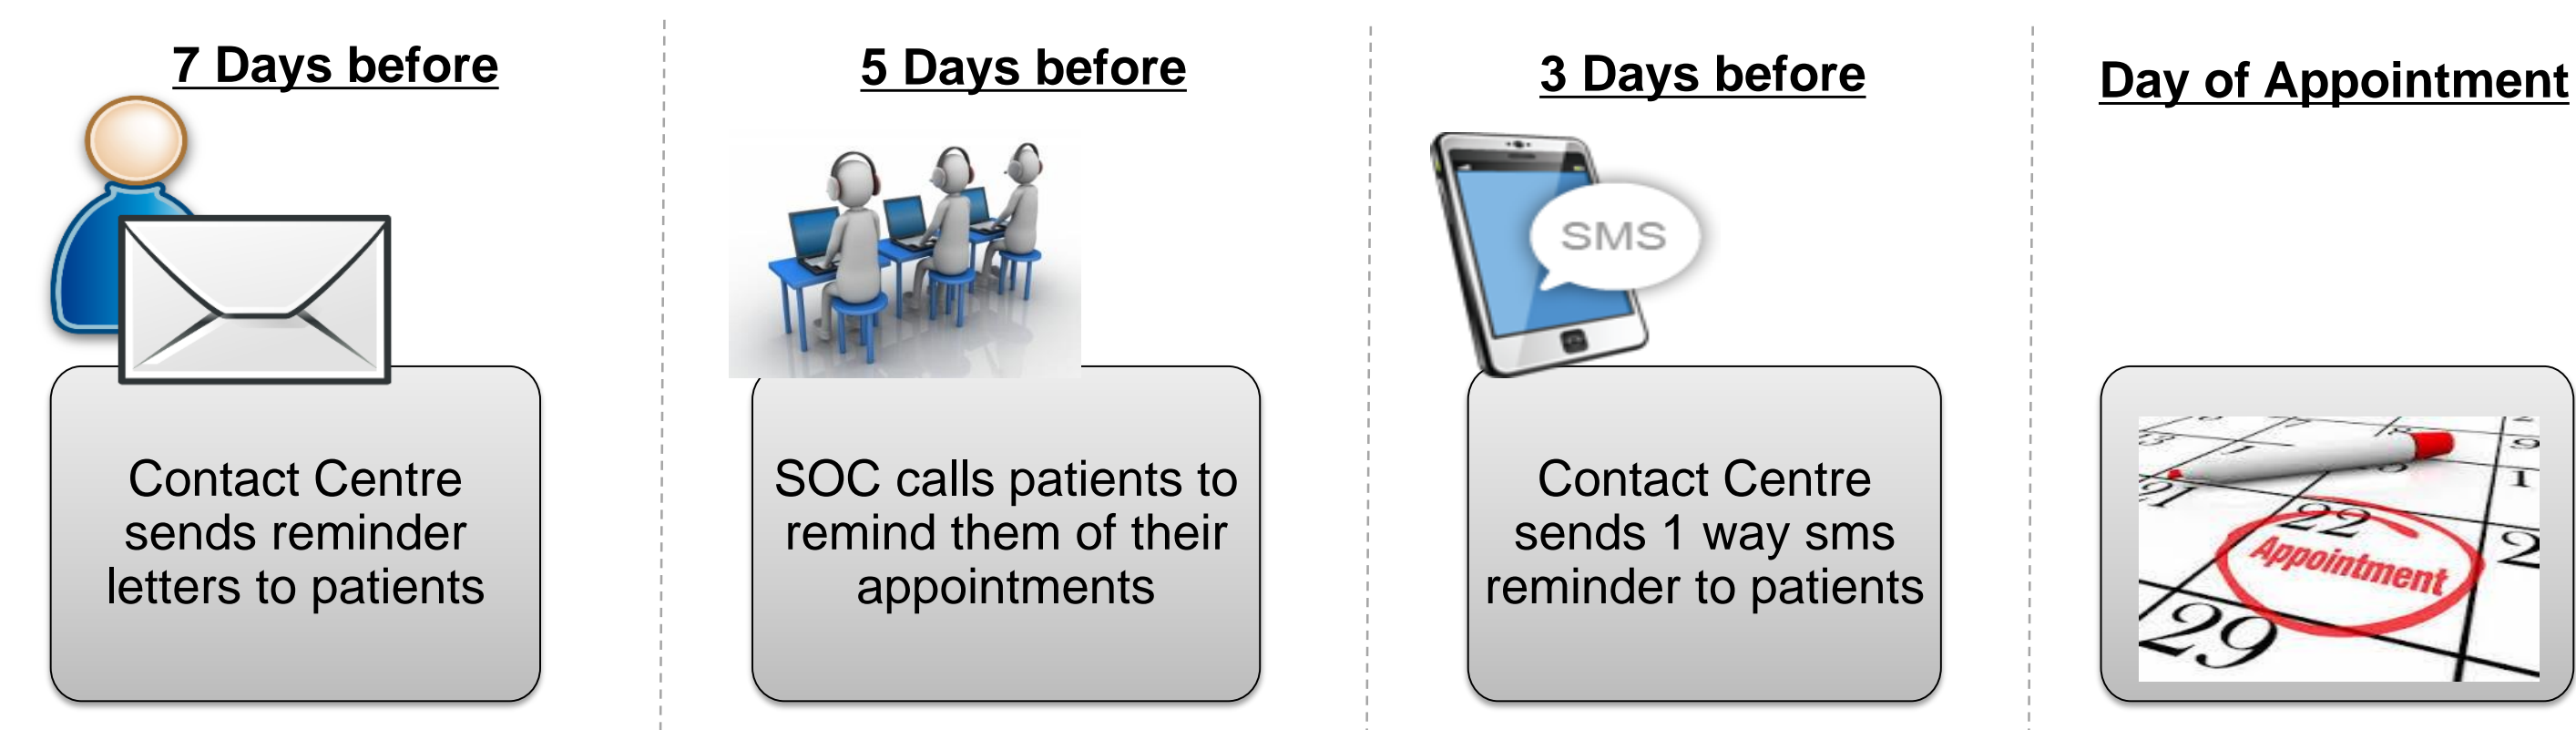 7 Days before
5 Days before
3 Days before
Day of Appointment
SMS
Contact Centre
sends reminder
letters to patients
SOC calls patients to
remind them of their
appointments
Contact Centre
sends 1 way sms
reminder to patients
21
22
2
Appointment
29